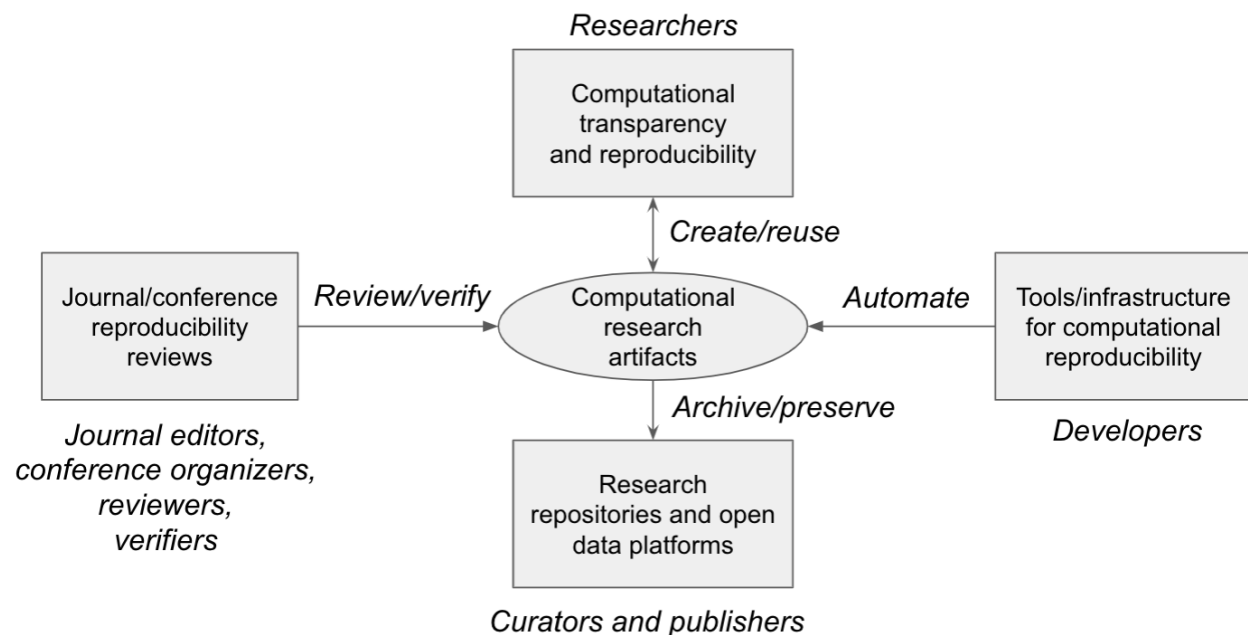 Researchers
Computational
transparency
and reproducibility
Create/reuse
Journal/conference
reproducibility
reviews
Review/verify
Computational
research
artifacts
Automate
Tools/infrastructure
for computational
reproducibility
Journal editors,
conference organizers,
reviewers,
verifiers
Archive/preserve
Developers
Research
repositories and open
data platforms
Curators and publishers